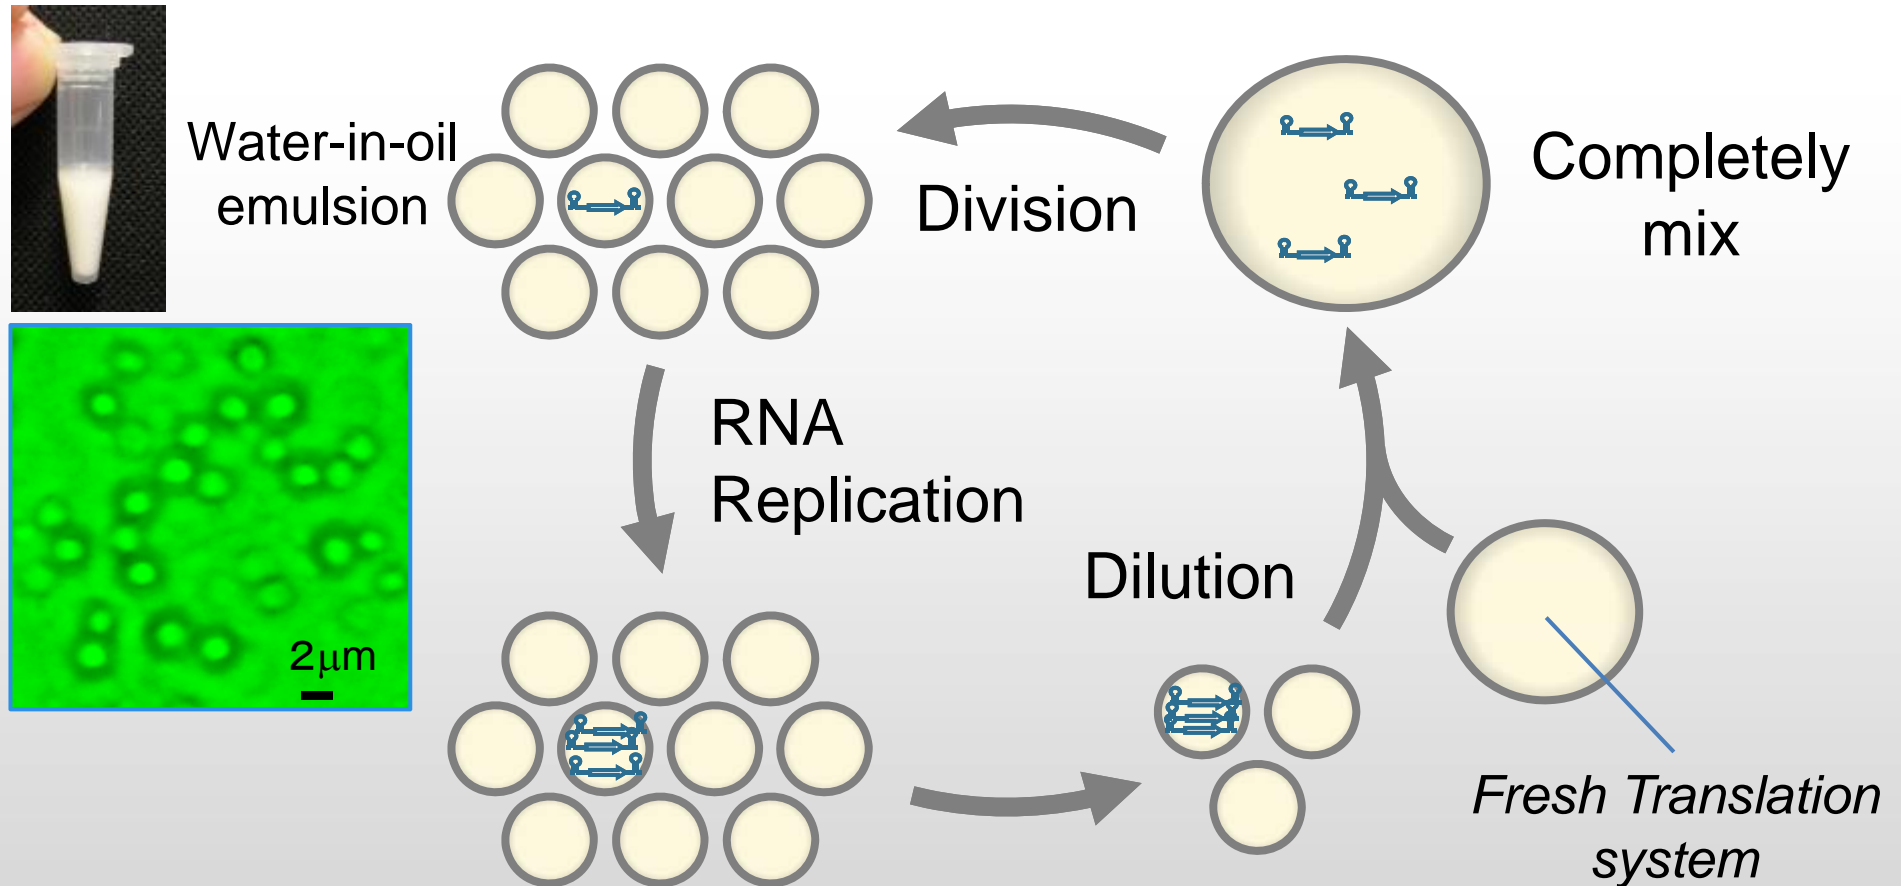 Water-in-oil
emulsion
Division
Completely
mix
RNA
Replication
2μm
Dilution
Fresh Translation
system